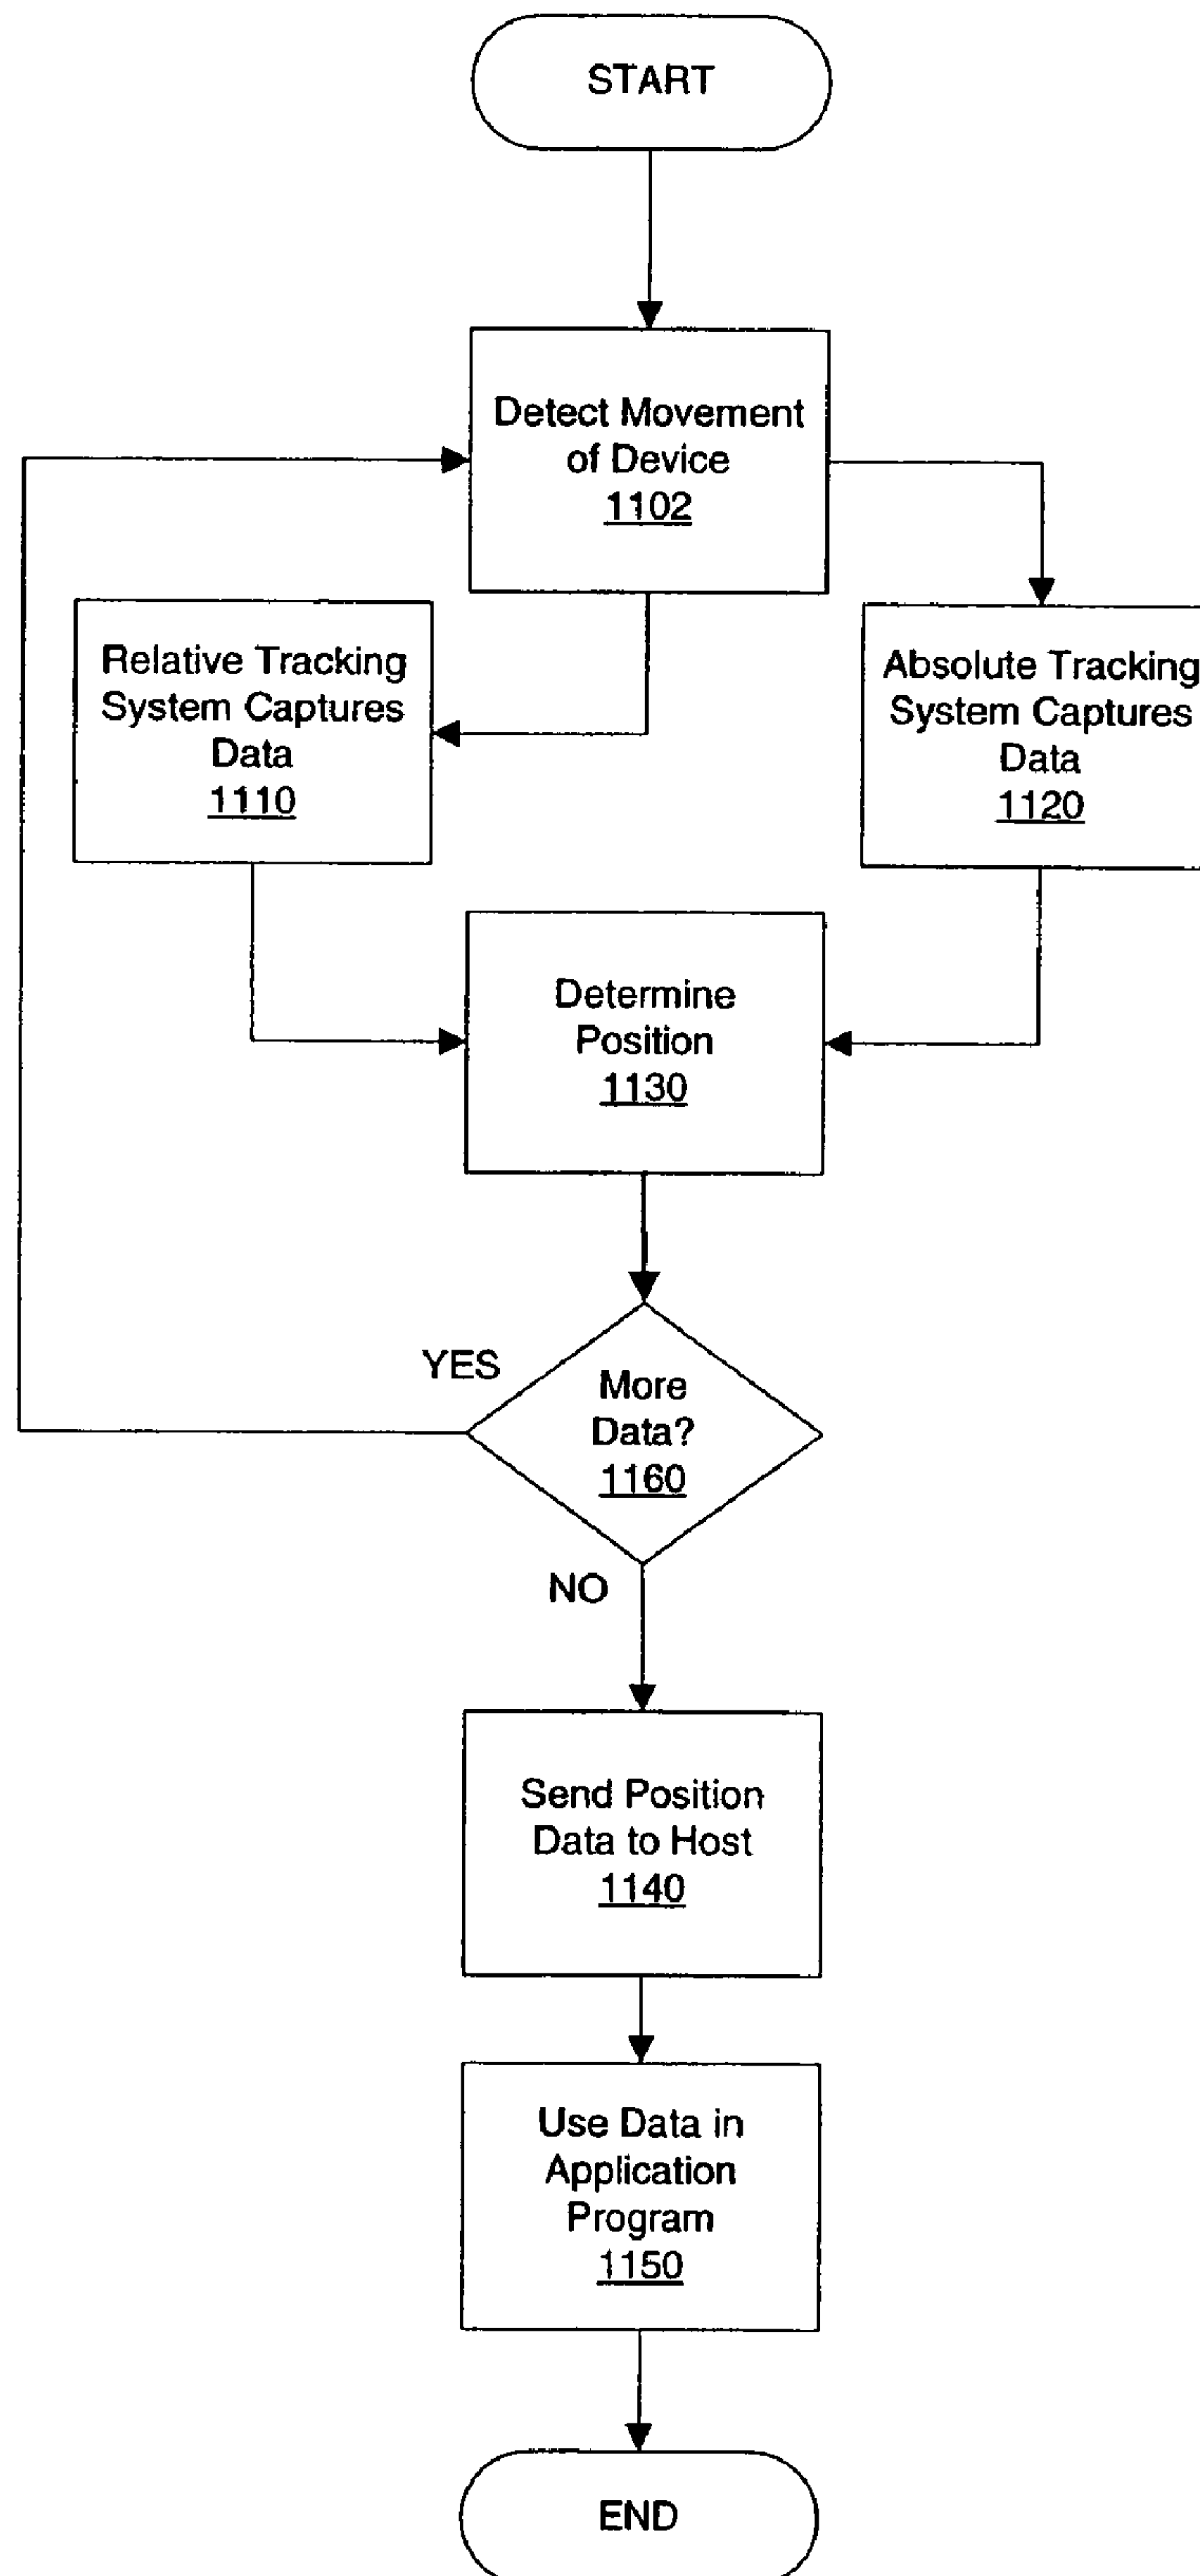 START
Detect Movement
of Device
1102
Relative Tracking
System Captures
Data
1110
Absolute Tracking
System Captures
Data
1120
Determine
Position
1130
YES
More
Data?
1160
NO
Send Position
Data to Host
1140
Use Data in
Application
Program
1150
END